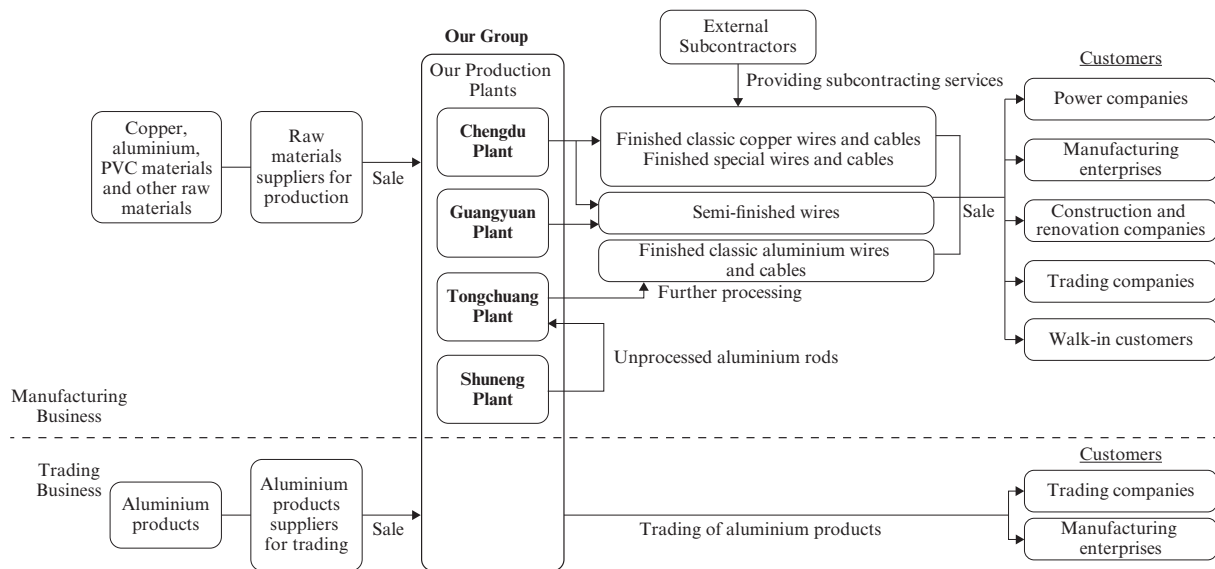 Our Group
Our Production
Plants
External
Subcontractors
Providing subcontracting services
Customers
Copper,
aluminium,
PVC materials
and other raw
materials
Raw
materials
suppliers for
production
Sale
Chengdu
Plant
Guangyuan
Plant
Tongchuang
Plant
Shuneng
Plant
Finished classic copper wires and cables
Finished special wires and cables
Semi-finished wires
Finished classic aluminium wires
and cables
Further processing
Unprocessed aluminium rods
Sale
Power companies
Manufacturing
enterprises
Construction and
renovation companies
Trading companies
Walk-in customers
Manufacturing
Business
Trading
Business
Aluminium
products
Aluminium
products
suppliers
for trading
Sale
Trading of aluminium products
Customers
Trading companies
Manufacturing
enterprises